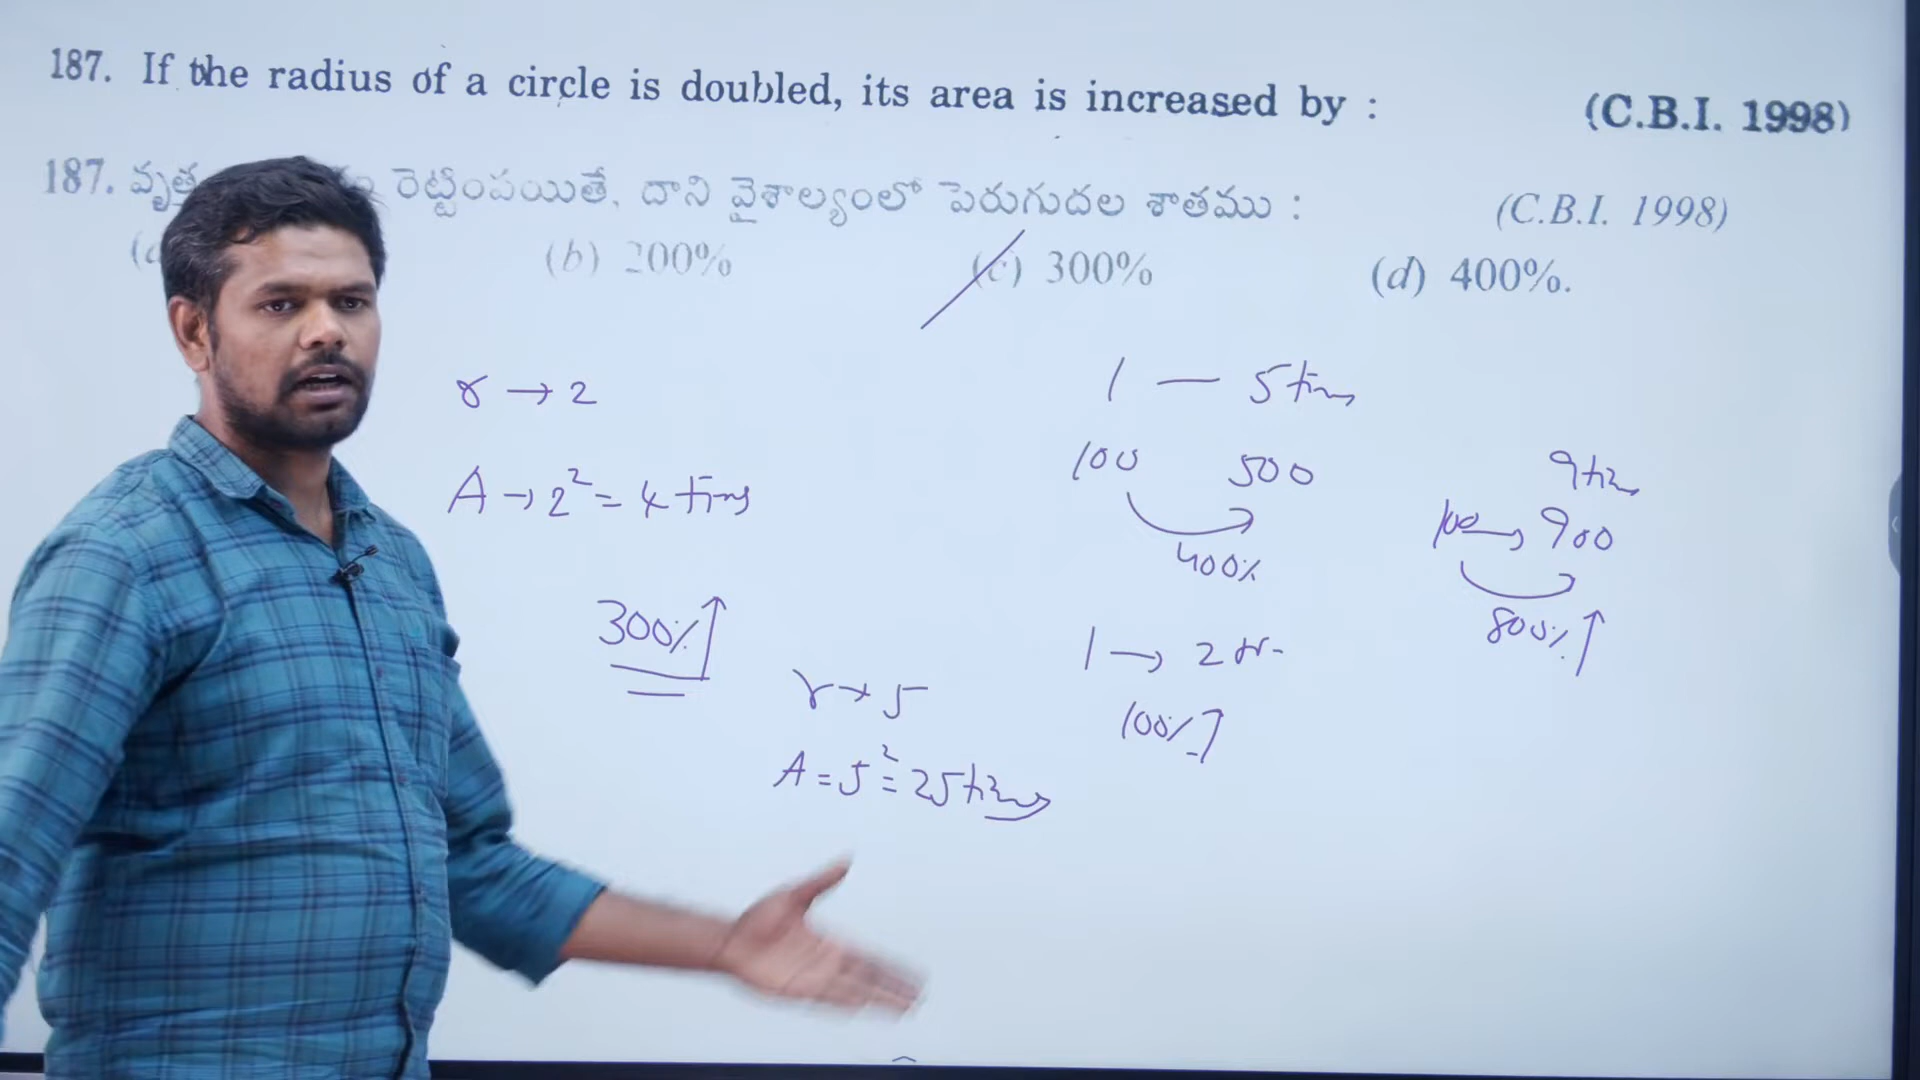 187. If the radius of a circle is doubled, its area is increased by : (C.B.I. 1998)
187. వృత్త రెట్టింపయితే, దాని వైశాల్యంలో పెరుగుదల శాతము : (C.B.I. 1998)
(b) 200% (c) 300% (d) 400%.
r → 2
A → 2² = 4 times
300% ↑
r → 5
A = 5² = 25 times
1 — 5 times
100 500
400%
1 → 2
100% ↑
9 times
100 → 900
800% ↑